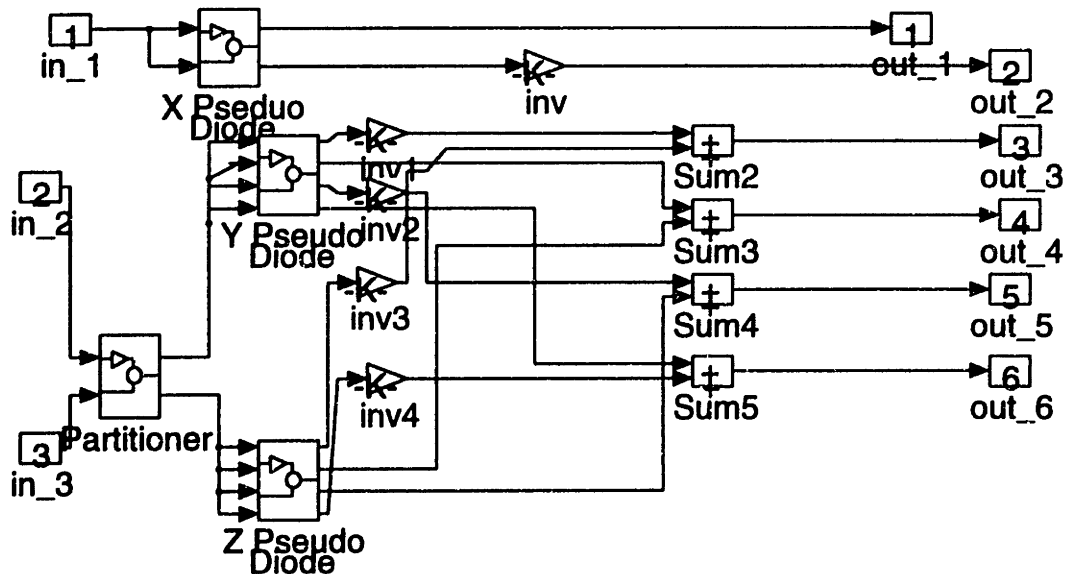 1
in_1
X Pseduo
Diode
inv
1
out_1
2
out_2
inv1
Sum2
3
out_3
2
in_2
Y Pseudo
Diode
inv2
Sum3
4
out_4
inv3
Sum4
5
out_5
Partitioner
inv4
Sum5
6
out_6
3
in_3
Z Pseudo
Diode